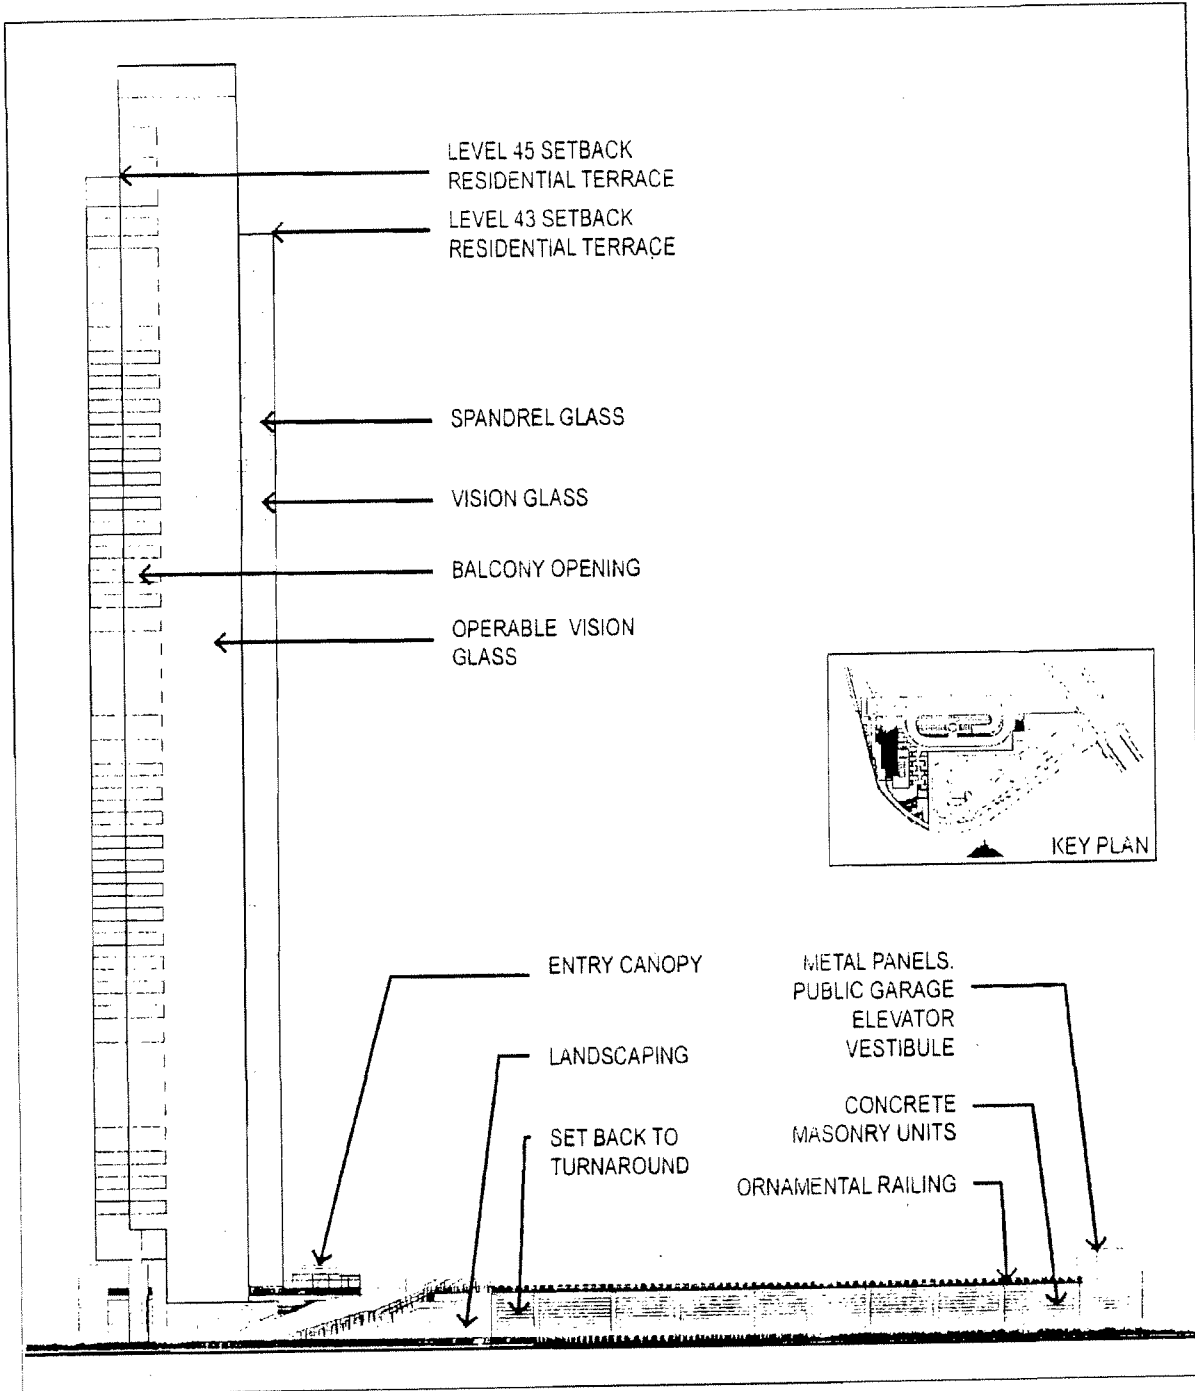 LEVEL 45 SETBACK
RESIDENTIAL TERRACE
LEVEL 43 SETBACK
RESIDENTIAL TERRACE
SPANDREL GLASS
VISION GLASS
BALCONY OPENING
OPERABLE VISION
GLASS
KEY PLAN
ENTRY CANOPY
METAL PANELS.
PUBLIC GARAGE
ELEVATOR
VESTIBULE
LANDSCAPING
CONCRETE
MASONRY UNITS
SET BACK TO
TURNAROUND
ORNAMENTAL RAILING